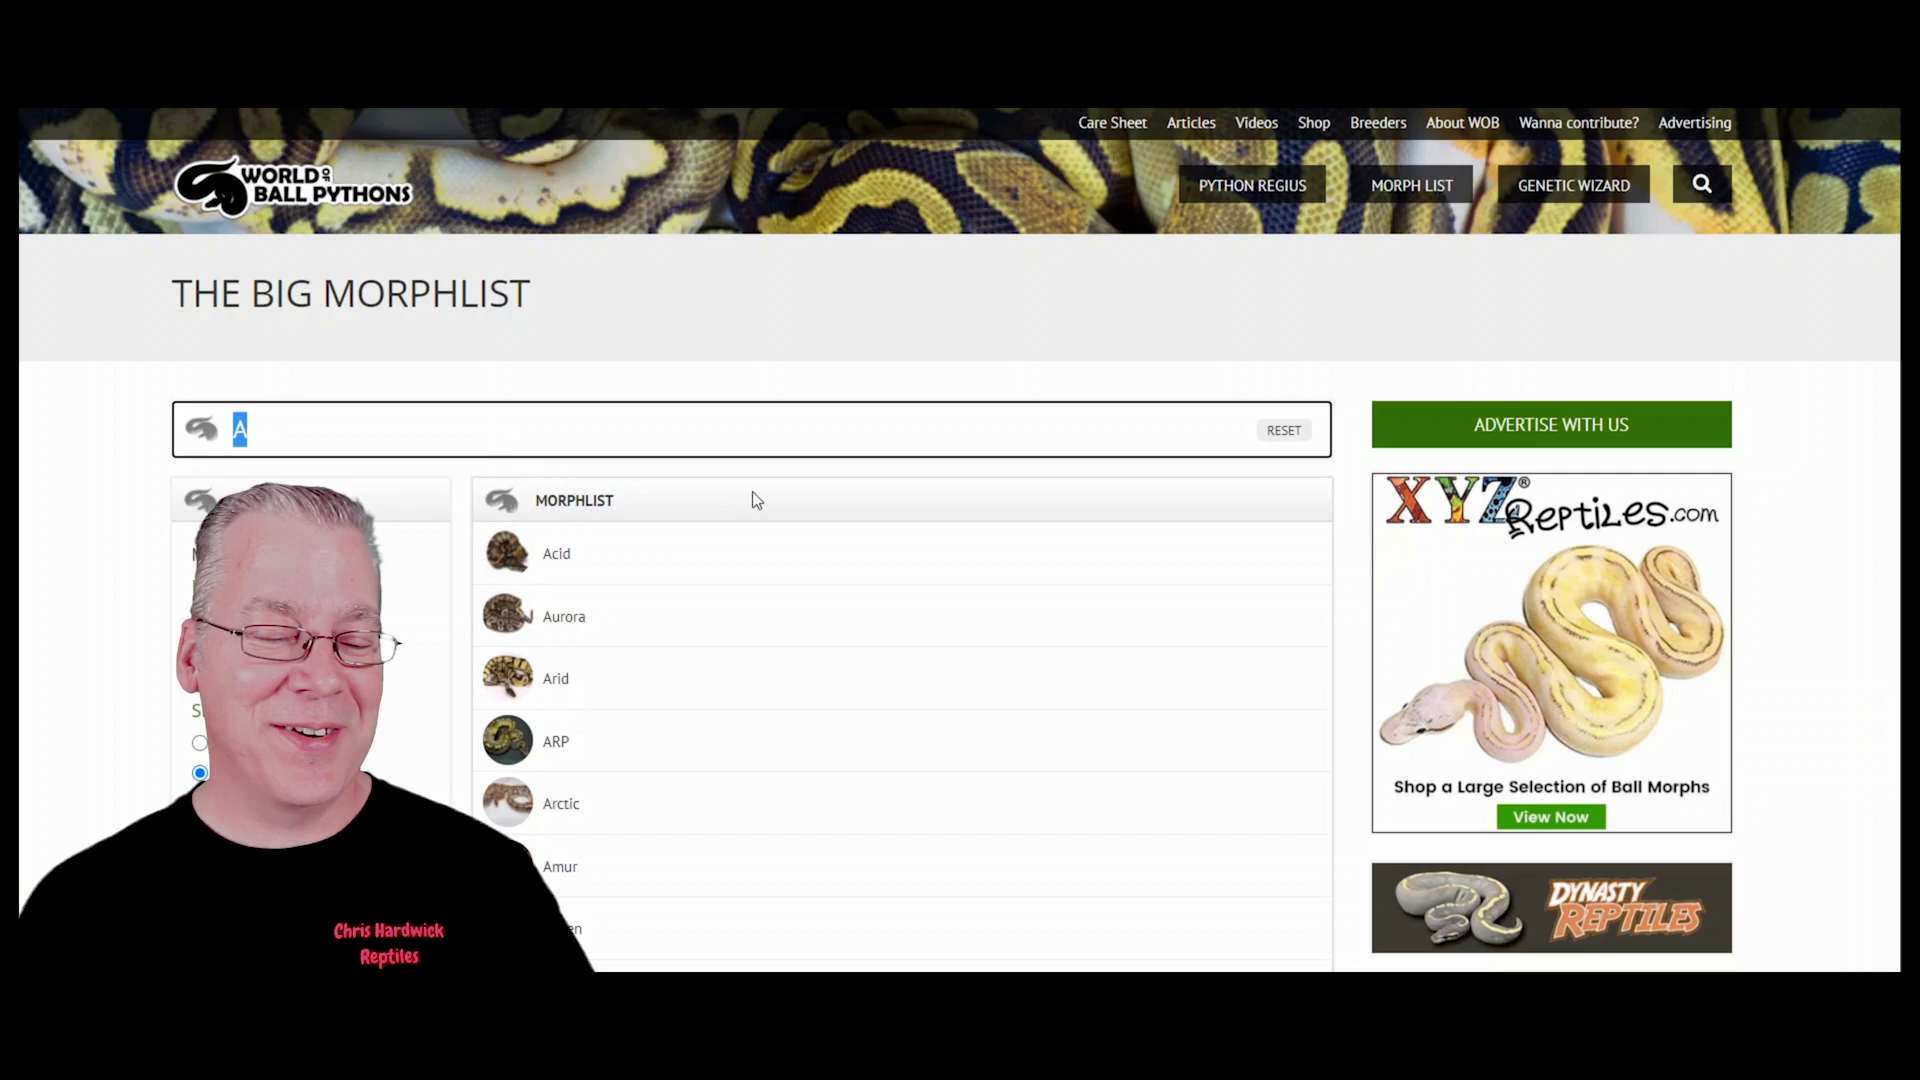 Care Sheet Articles Videos Shop Breeders About WOB Wanna contribute? Advertising
WORLD OF
BALL PYTHONS
PYTHON REGIUS MORPH LIST GENETIC WIZARD
THE BIG MORPHLIST
A RESET
ADVERTISE WITH US
MORPHLIST
Acid
Aurora
Arid
ARP
Arctic
Amur
XYZ® Reptiles.com
Shop a Large Selection of Ball Morphs
View Now
DYNASTY
REPTILES
Chris Hardwick
Reptiles